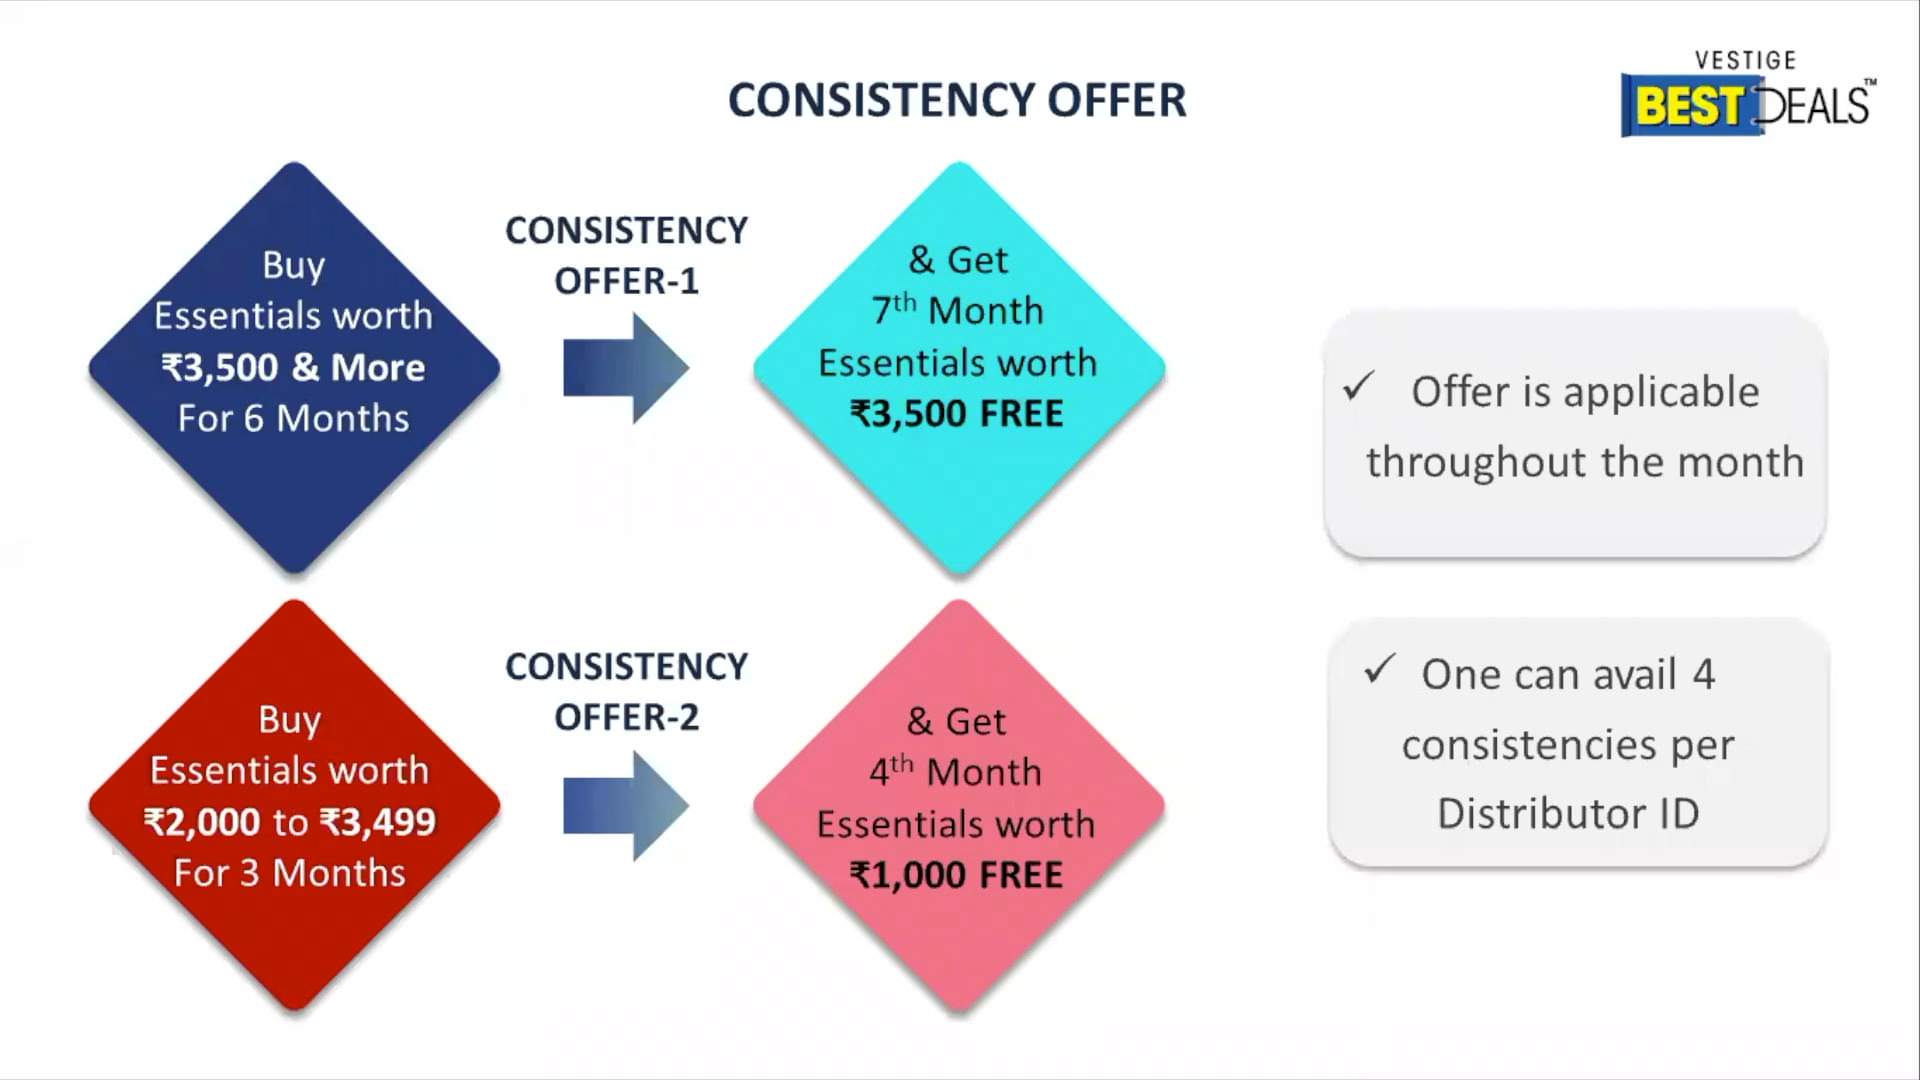 VESTIGE
BEST DEALS™
CONSISTENCY OFFER
Buy
Essentials worth
₹3,500 & More
For 6 Months
CONSISTENCY
OFFER-1
& Get
7th Month
Essentials worth
₹3,500 FREE
Buy
Essentials worth
₹2,000 to ₹3,499
For 3 Months
CONSISTENCY
OFFER-2
& Get
4th Month
Essentials worth
₹1,000 FREE
✓ Offer is applicable
throughout the month
✓ One can avail 4
consistencies per
Distributor ID